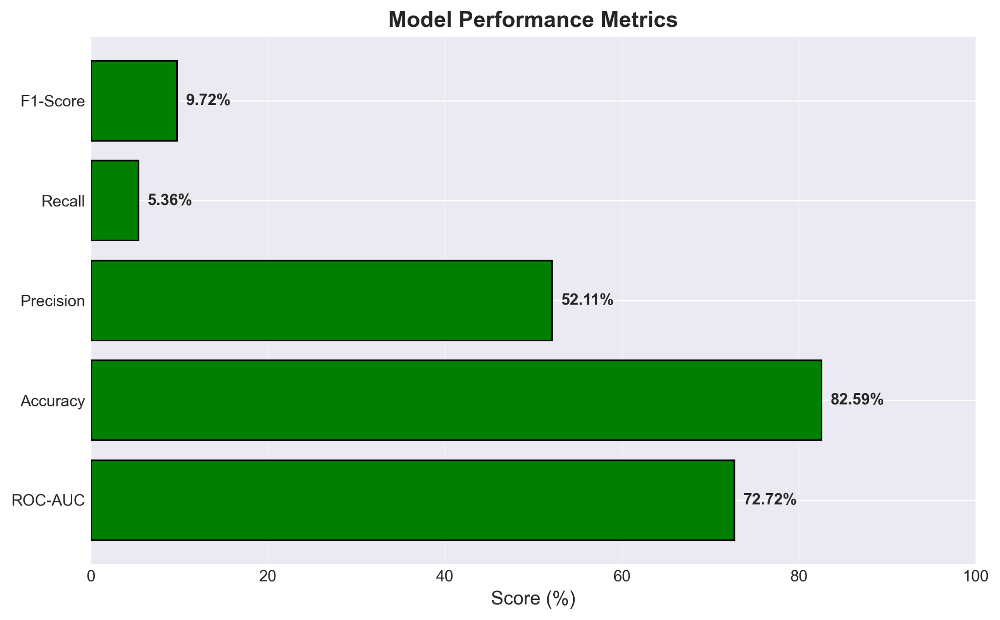 Model Performance Metrics
F1-Score
9.72%
Recall
5.36%
Precision
52.11%
Accuracy
82.59%
ROC-AUC
72.72%
0 20 40 60 80 100
Score (%)